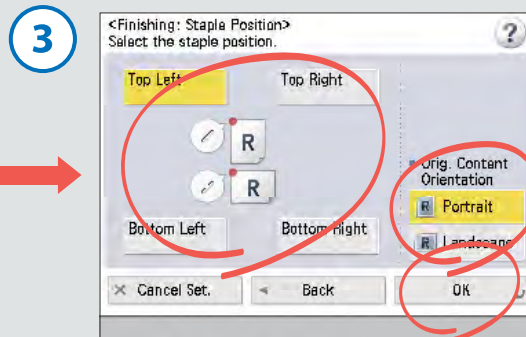 3
<Finishing: Staple Position>
Select the staple position.
?
Top Left
Top Right
R
R
Orig. Content
Orientation
R Portrait
R Landscape
Bottom Left
Bottom Right
× Cancel Set.
◄ Back
OK